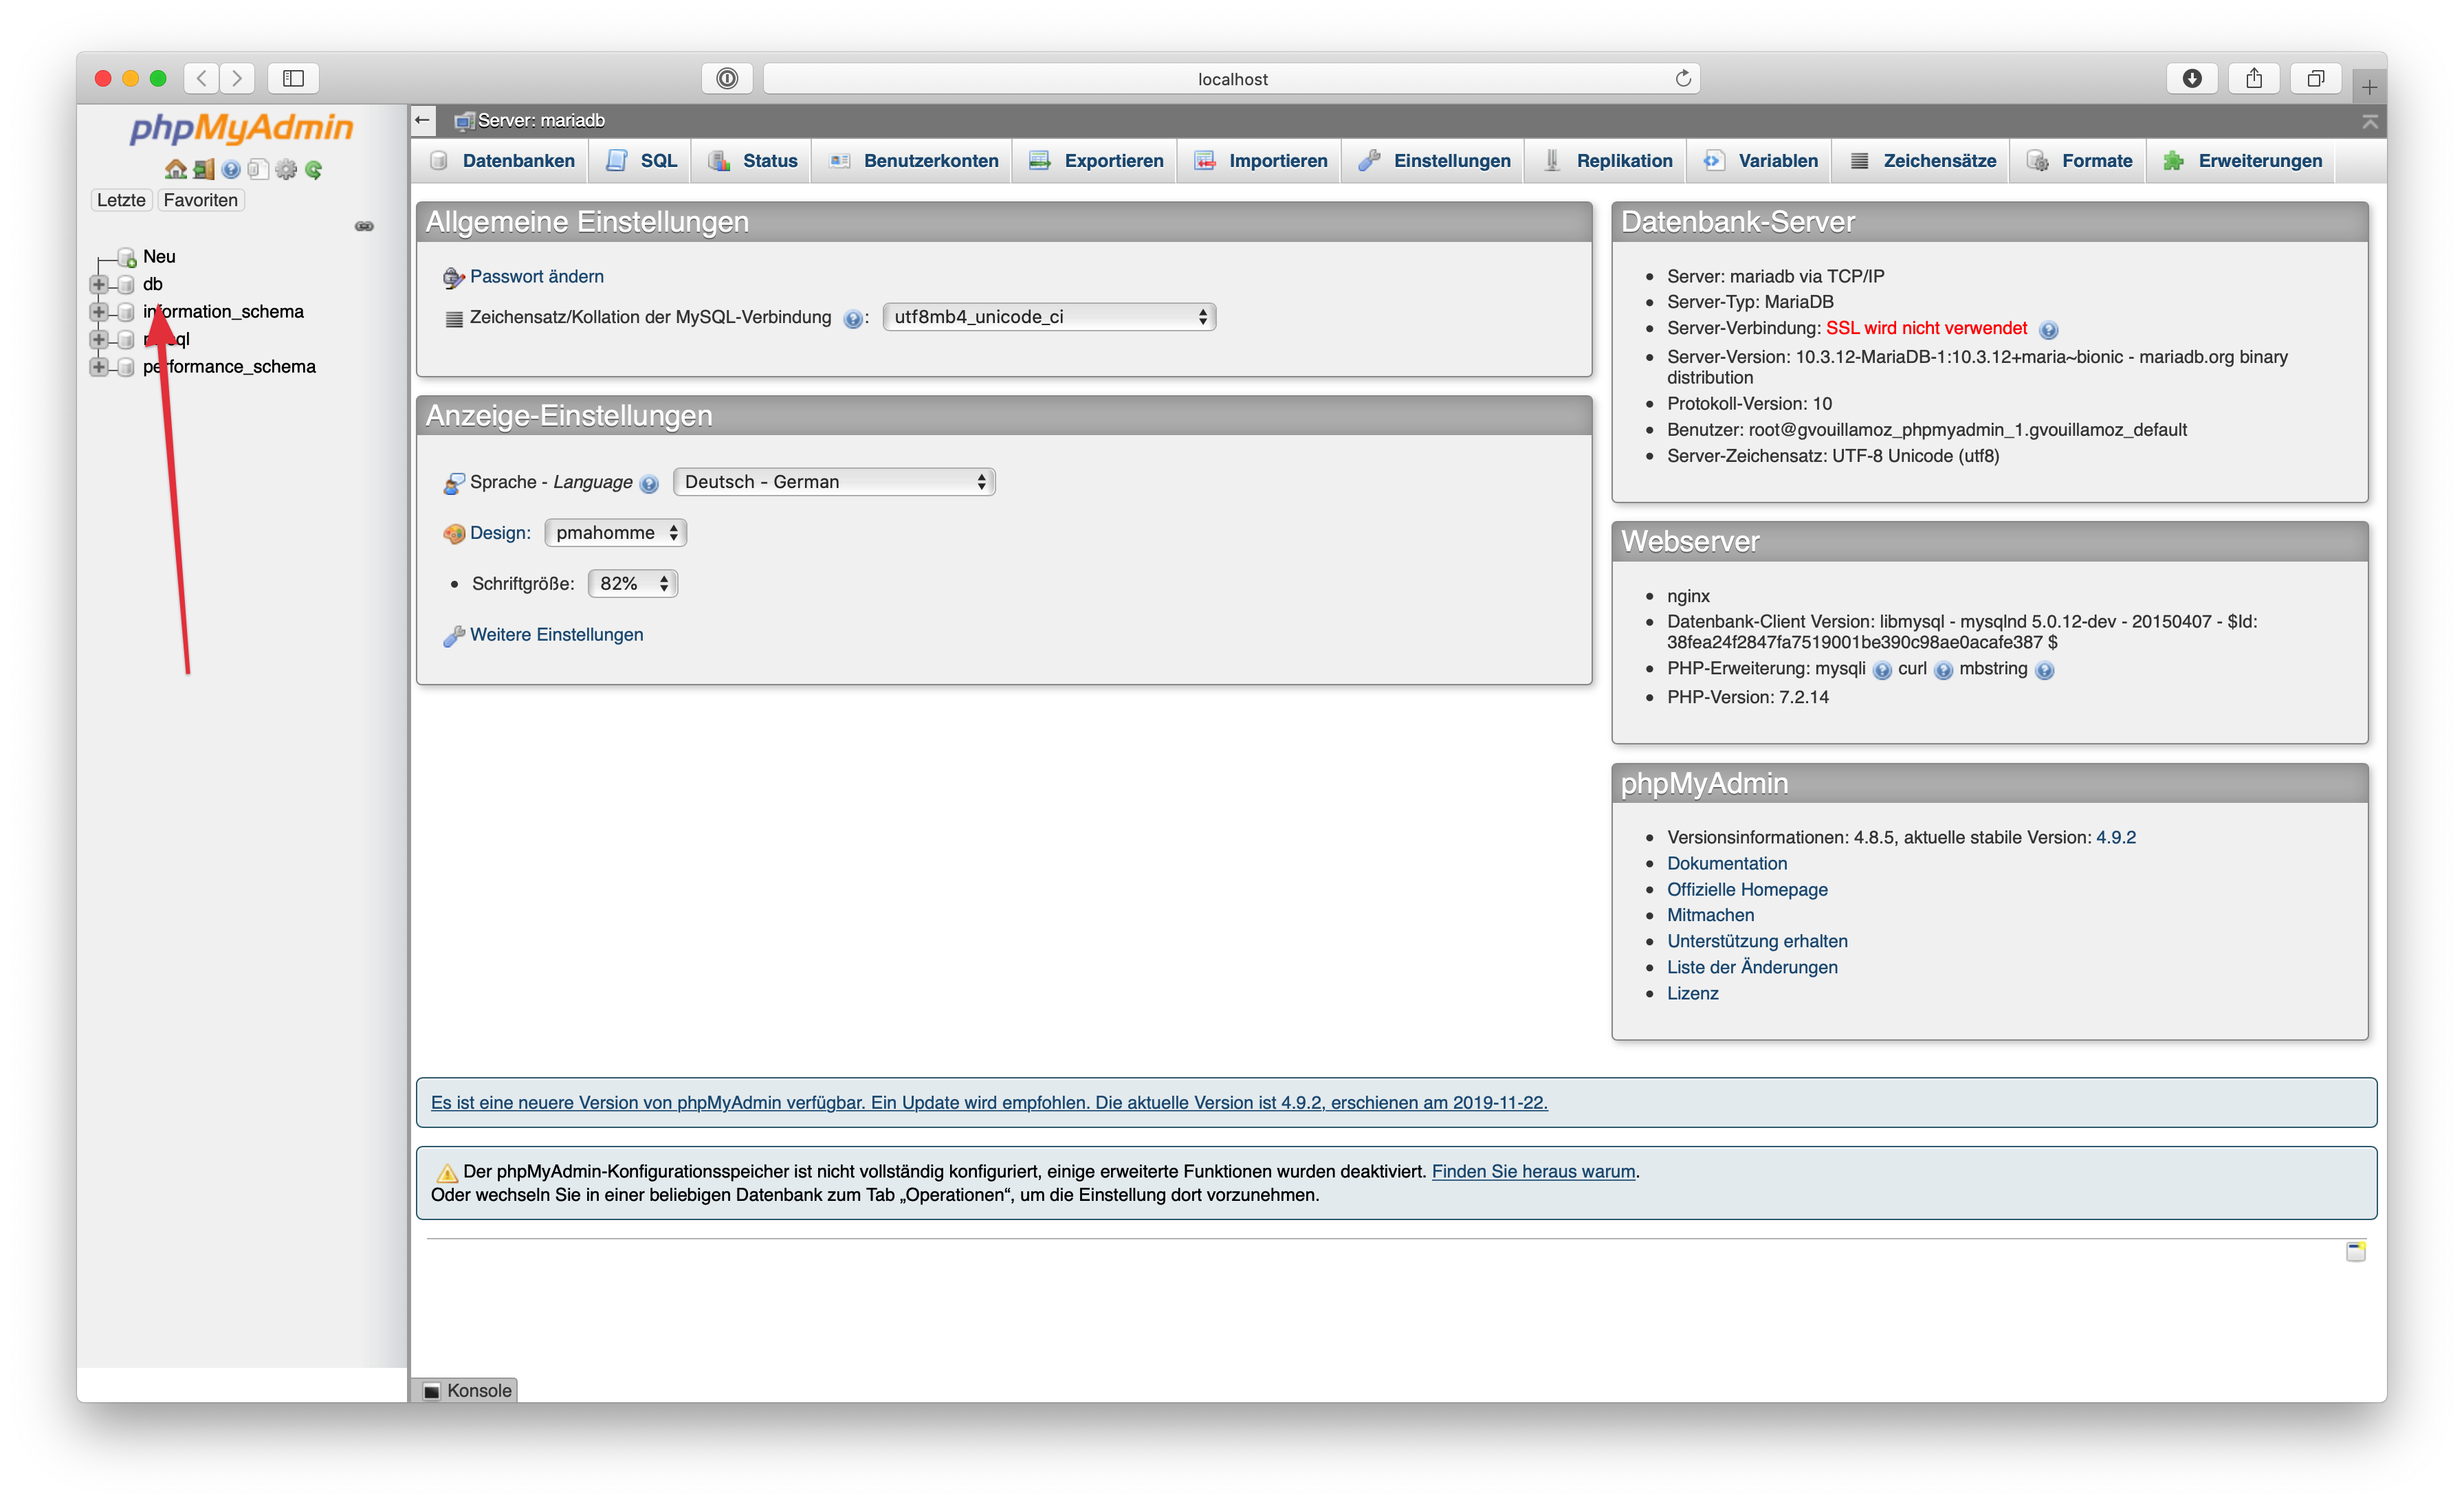 localhost
phpMyAdmin
Letzte Favoriten
Neu
db
information_schema
performance_schema
Server: mariadb
Datenbanken SQL Status Benutzerkonten Exportieren Importieren Einstellungen Replikation Variablen Zeichensätze Formate Erweiterungen
Allgemeine Einstellungen
Passwort ändern
Zeichensatz/Kollation der MySQL-Verbindung : utf8mb4_unicode_ci
Anzeige-Einstellungen
Sprache - Language Deutsch - German
Design: pmahomme
Schriftgröße: 82%
Weitere Einstellungen
Datenbank-Server
Server: mariadb via TCP/IP
Server-Typ: MariaDB
Server-Verbindung: SSL wird nicht verwendet
Server-Version: 10.3.12-MariaDB-1:10.3.12+maria~bionic - mariadb.org binary
distribution
Protokoll-Version: 10
Benutzer: root@gvouillamoz_phpmyadmin_1.gvouillamoz_default
Server-Zeichensatz: UTF-8 Unicode (utf8)
Webserver
nginx
Datenbank-Client Version: libmysql - mysqlnd 5.0.12-dev - 20150407 - $Id:
38fea24f2847fa7519001be390c98ae0acafe387 $
PHP-Erweiterung: mysqli curl mbstring
PHP-Version: 7.2.14
phpMyAdmin
Versionsinformationen: 4.8.5, aktuelle stabile Version: 4.9.2
Dokumentation
Offizielle Homepage
Mitmachen
Unterstützung erhalten
Liste der Änderungen
Lizenz
Es ist eine neuere Version von phpMyAdmin verfügbar. Ein Update wird empfohlen. Die aktuelle Version ist 4.9.2, erschienen am 2019-11-22.
Der phpMyAdmin-Konfigurationsspeicher ist nicht vollständig konfiguriert, einige erweiterte Funktionen wurden deaktiviert. Finden Sie heraus warum.
Oder wechseln Sie in einer beliebigen Datenbank zum Tab „Operationen“, um die Einstellung dort vorzunehmen.
Konsole